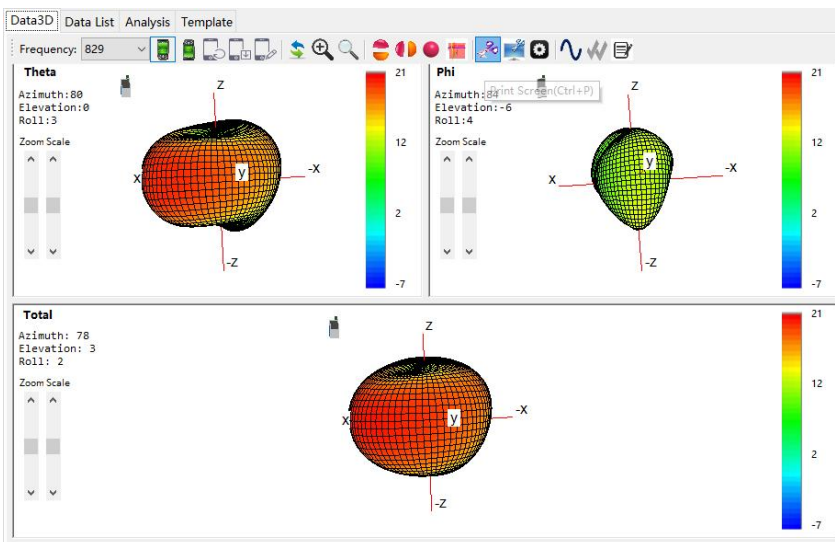 Data3D Data List Analysis Template
Frequency: 829
Theta
Azimuth:80
Elevation:0
Roll:3
Zoom Scale
Z
X
y
-X
-Z
21
12
2
-7
Phi
Azimuth:84
Elevation:-6
Roll:4
Print Screen(Ctrl+P)
Zoom Scale
Z
X
y
-X
-Z
21
12
2
-7
Total
Azimuth: 78
Elevation: 3
Roll: 2
Zoom Scale
Z
X
y
-X
-Z
21
12
2
-7